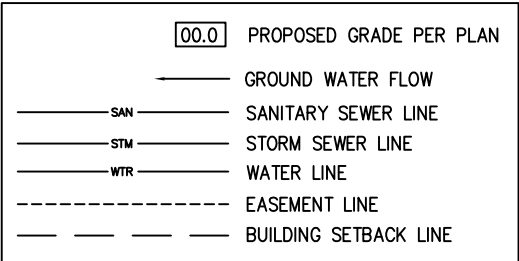 00.0 PROPOSED GRADE PER PLAN
GROUND WATER FLOW
SAN SANITARY SEWER LINE
STM STORM SEWER LINE
WTR WATER LINE
EASEMENT LINE
BUILDING SETBACK LINE